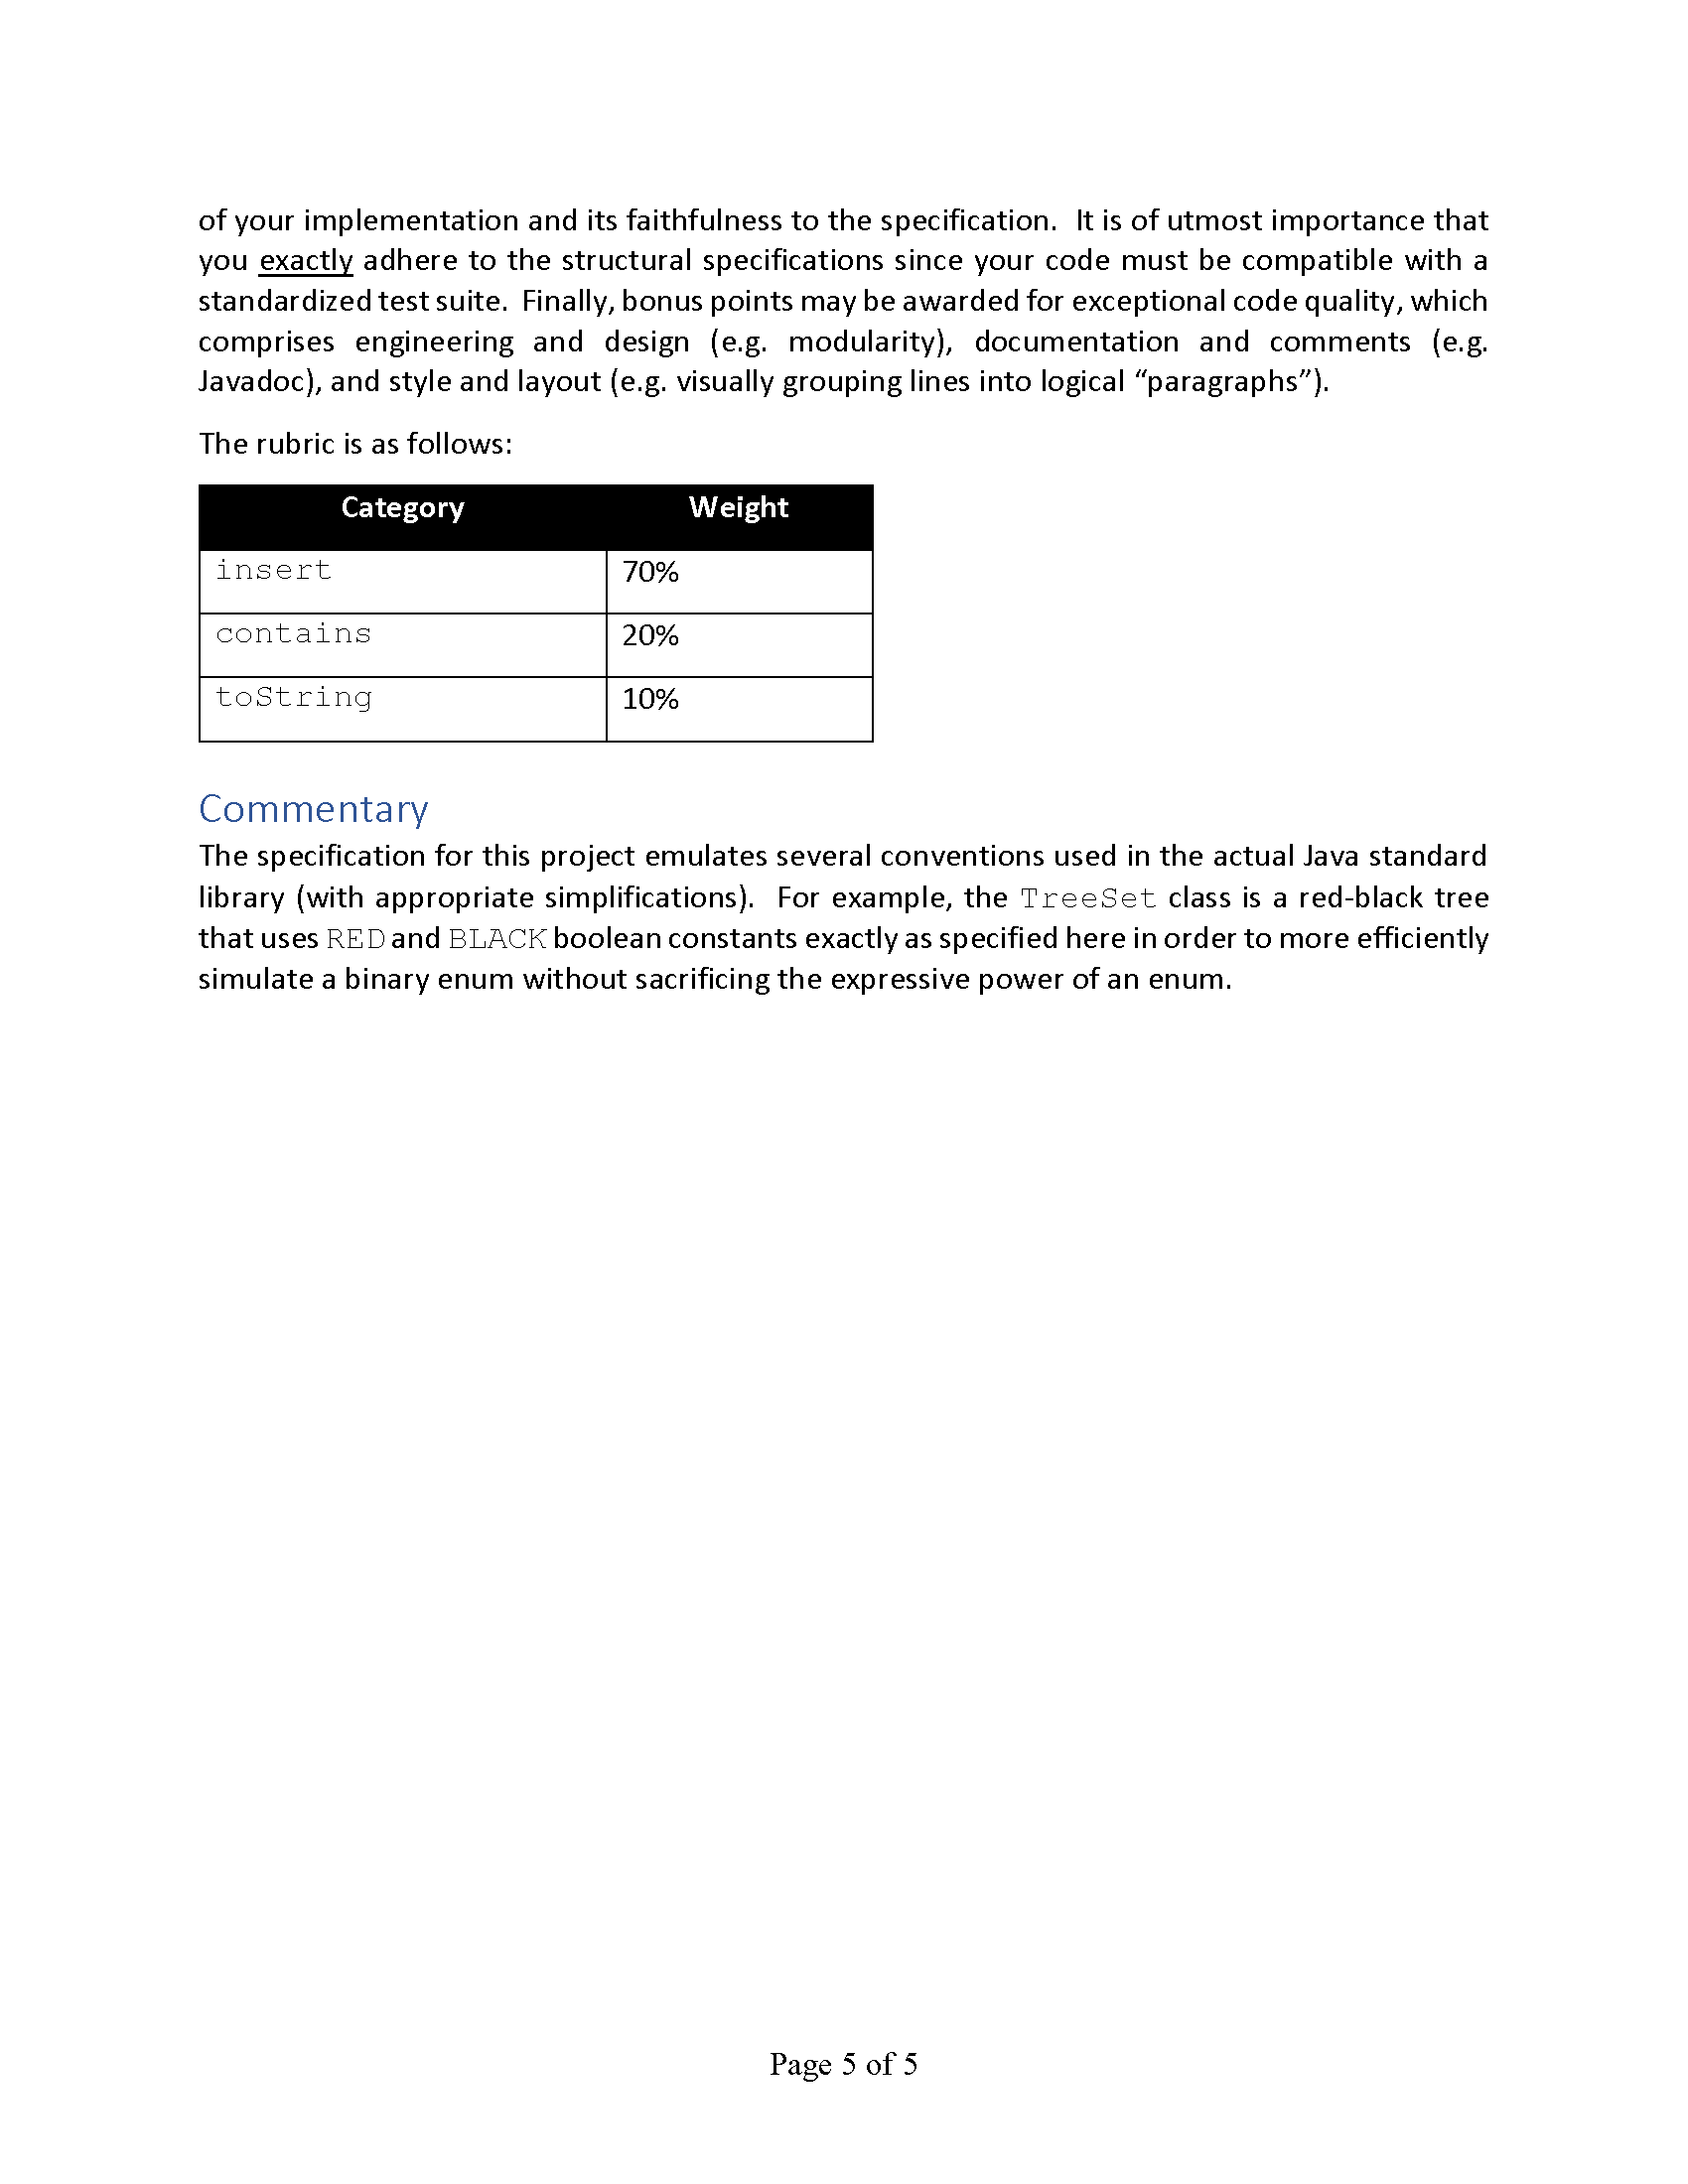 of your implementation and its faithfulness to the specification.  It is of utmost importance that
you exactly adhere to the structural specifications since your code must be compatible with a
standardized test suite.  Finally, bonus points may be awarded for exceptional code quality, which
comprises engineering and design (e.g. modularity), documentation and comments (e.g.
Javadoc), and style and layout (e.g. visually grouping lines into logical “paragraphs”).
The rubric is as follows:
Category Weight
insert 70%
contains 20%
toString 10%
Commentary
The specification for this project emulates several conventions used in the actual Java standard
library (with appropriate simplifications).  For example, the TreeSet class is a red-black tree
that uses RED and BLACK boolean constants exactly as specified here in order to more efficiently
simulate a binary enum without sacrificing the expressive power of an enum.
Page 5 of 5